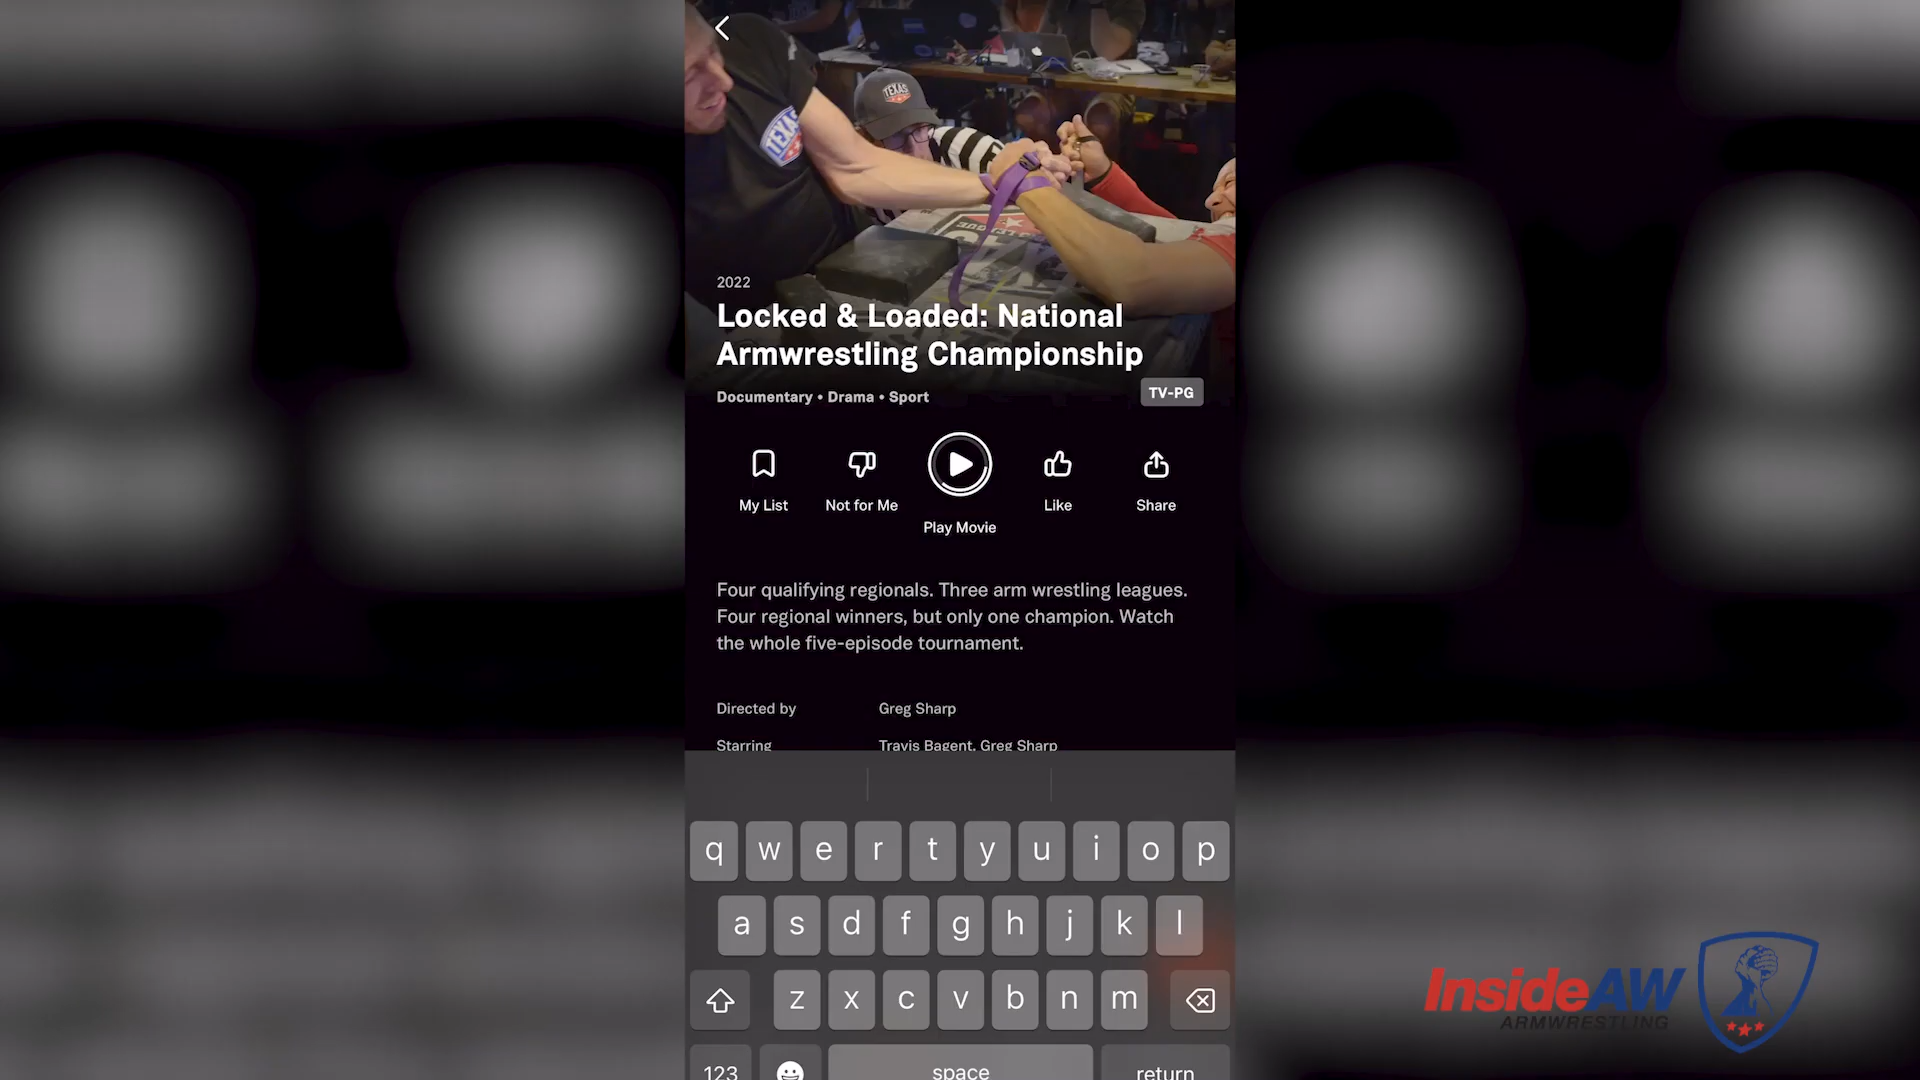 TEXAS
TEXAS
2022
Locked & Loaded: National
Armwrestling Championship
Documentary • Drama • Sport
TV-PG
My List
Not for Me
Play Movie
Like
Share
Four qualifying regionals. Three arm wrestling leagues.
Four regional winners, but only one champion. Watch
the whole five-episode tournament.
Directed by
Greg Sharp
Starring
Travis Bagent, Greg Sharp
q w e r t y u i o p
a s d f g h j k l
z x c v b n m
123
space
return
InsideAW
ARMWRESTLING